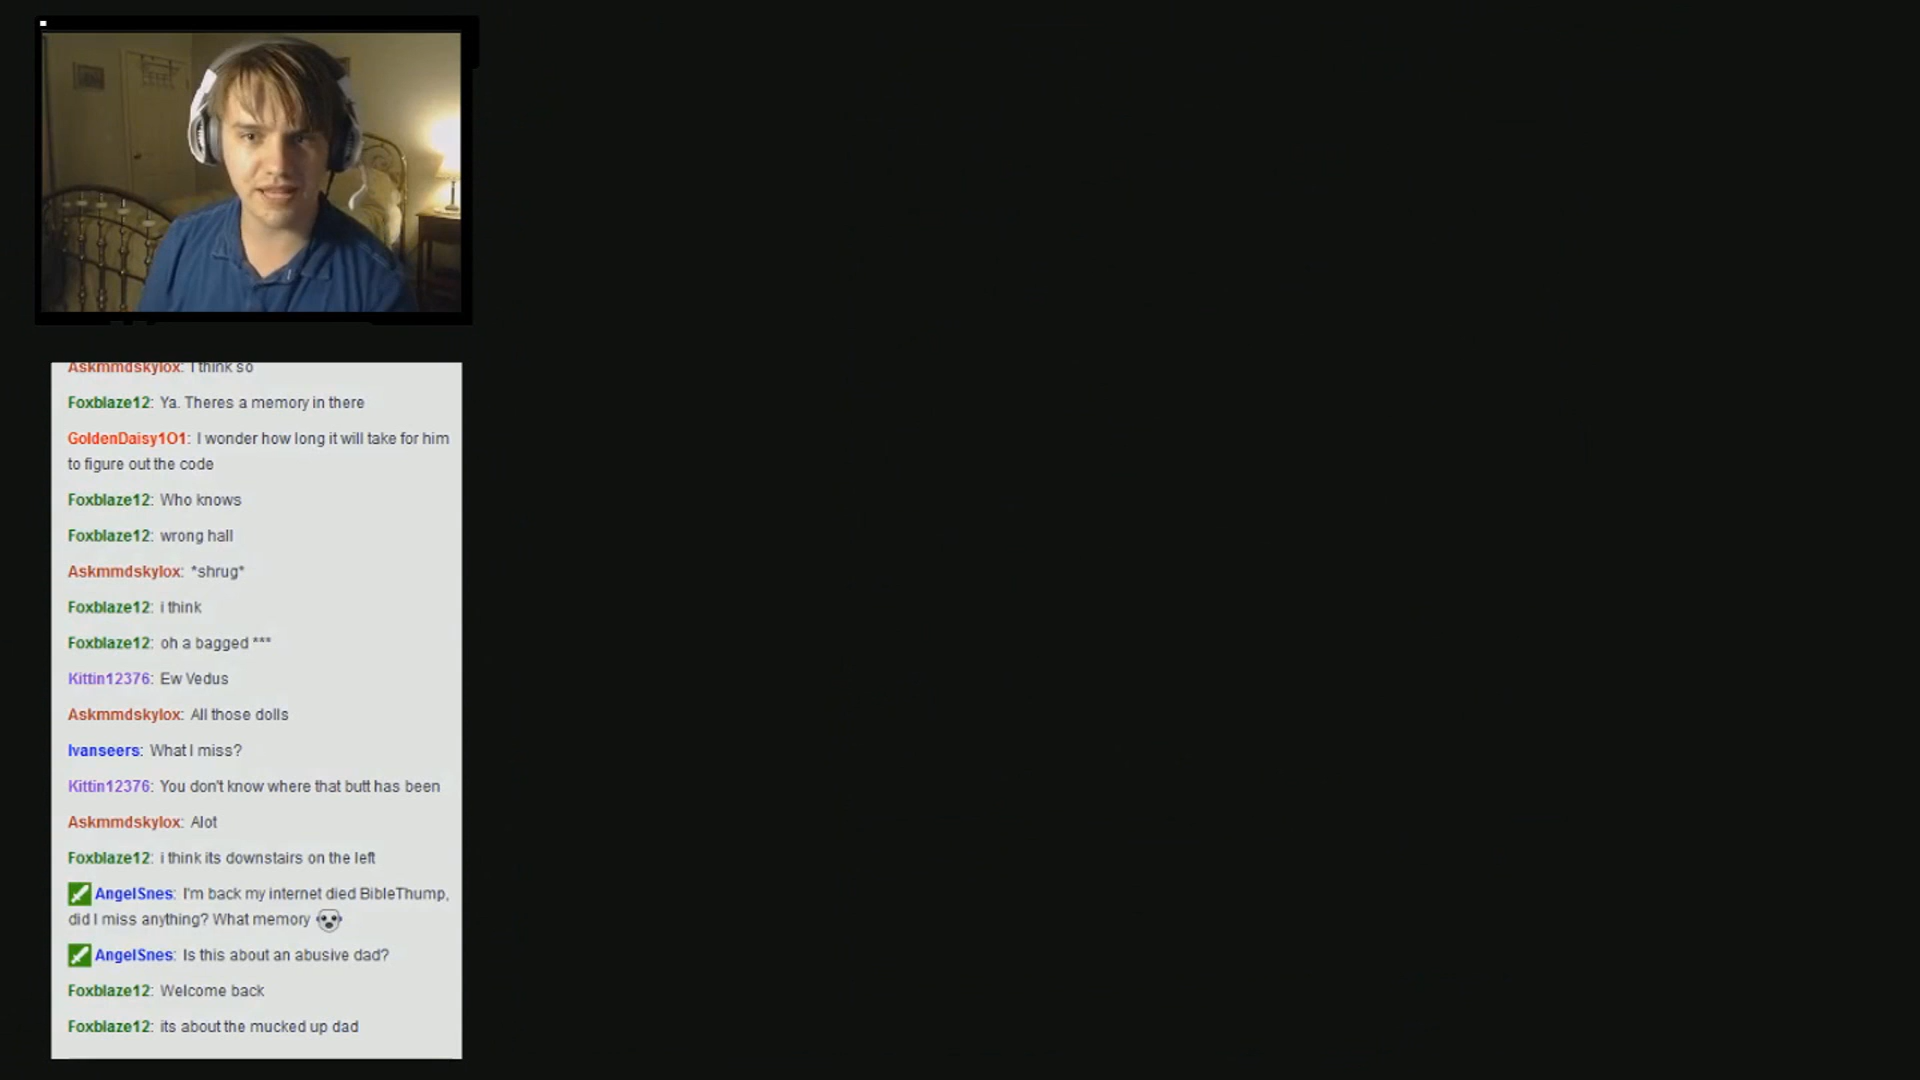 Askmmdskylox: I think so
Foxblaze12: Ya. Theres a memory in there
GoldenDaisy1O1: I wonder how long it will take for him
to figure out the code
Foxblaze12: Who knows
Foxblaze12: wrong hall
Askmmdskylox: *shrug*
Foxblaze12: i think
Foxblaze12: oh a bagged ***
Kittin12376: Ew Vedus
Askmmdskylox: All those dolls
Ivanseers: What I miss?
Kittin12376: You don't know where that butt has been
Askmmdskylox: Alot
Foxblaze12: i think its downstairs on the left
AngelSnes: I'm back my internet died BibleThump,
did I miss anything? What memory
AngelSnes: Is this about an abusive dad?
Foxblaze12: Welcome back
Foxblaze12: its about the mucked up dad